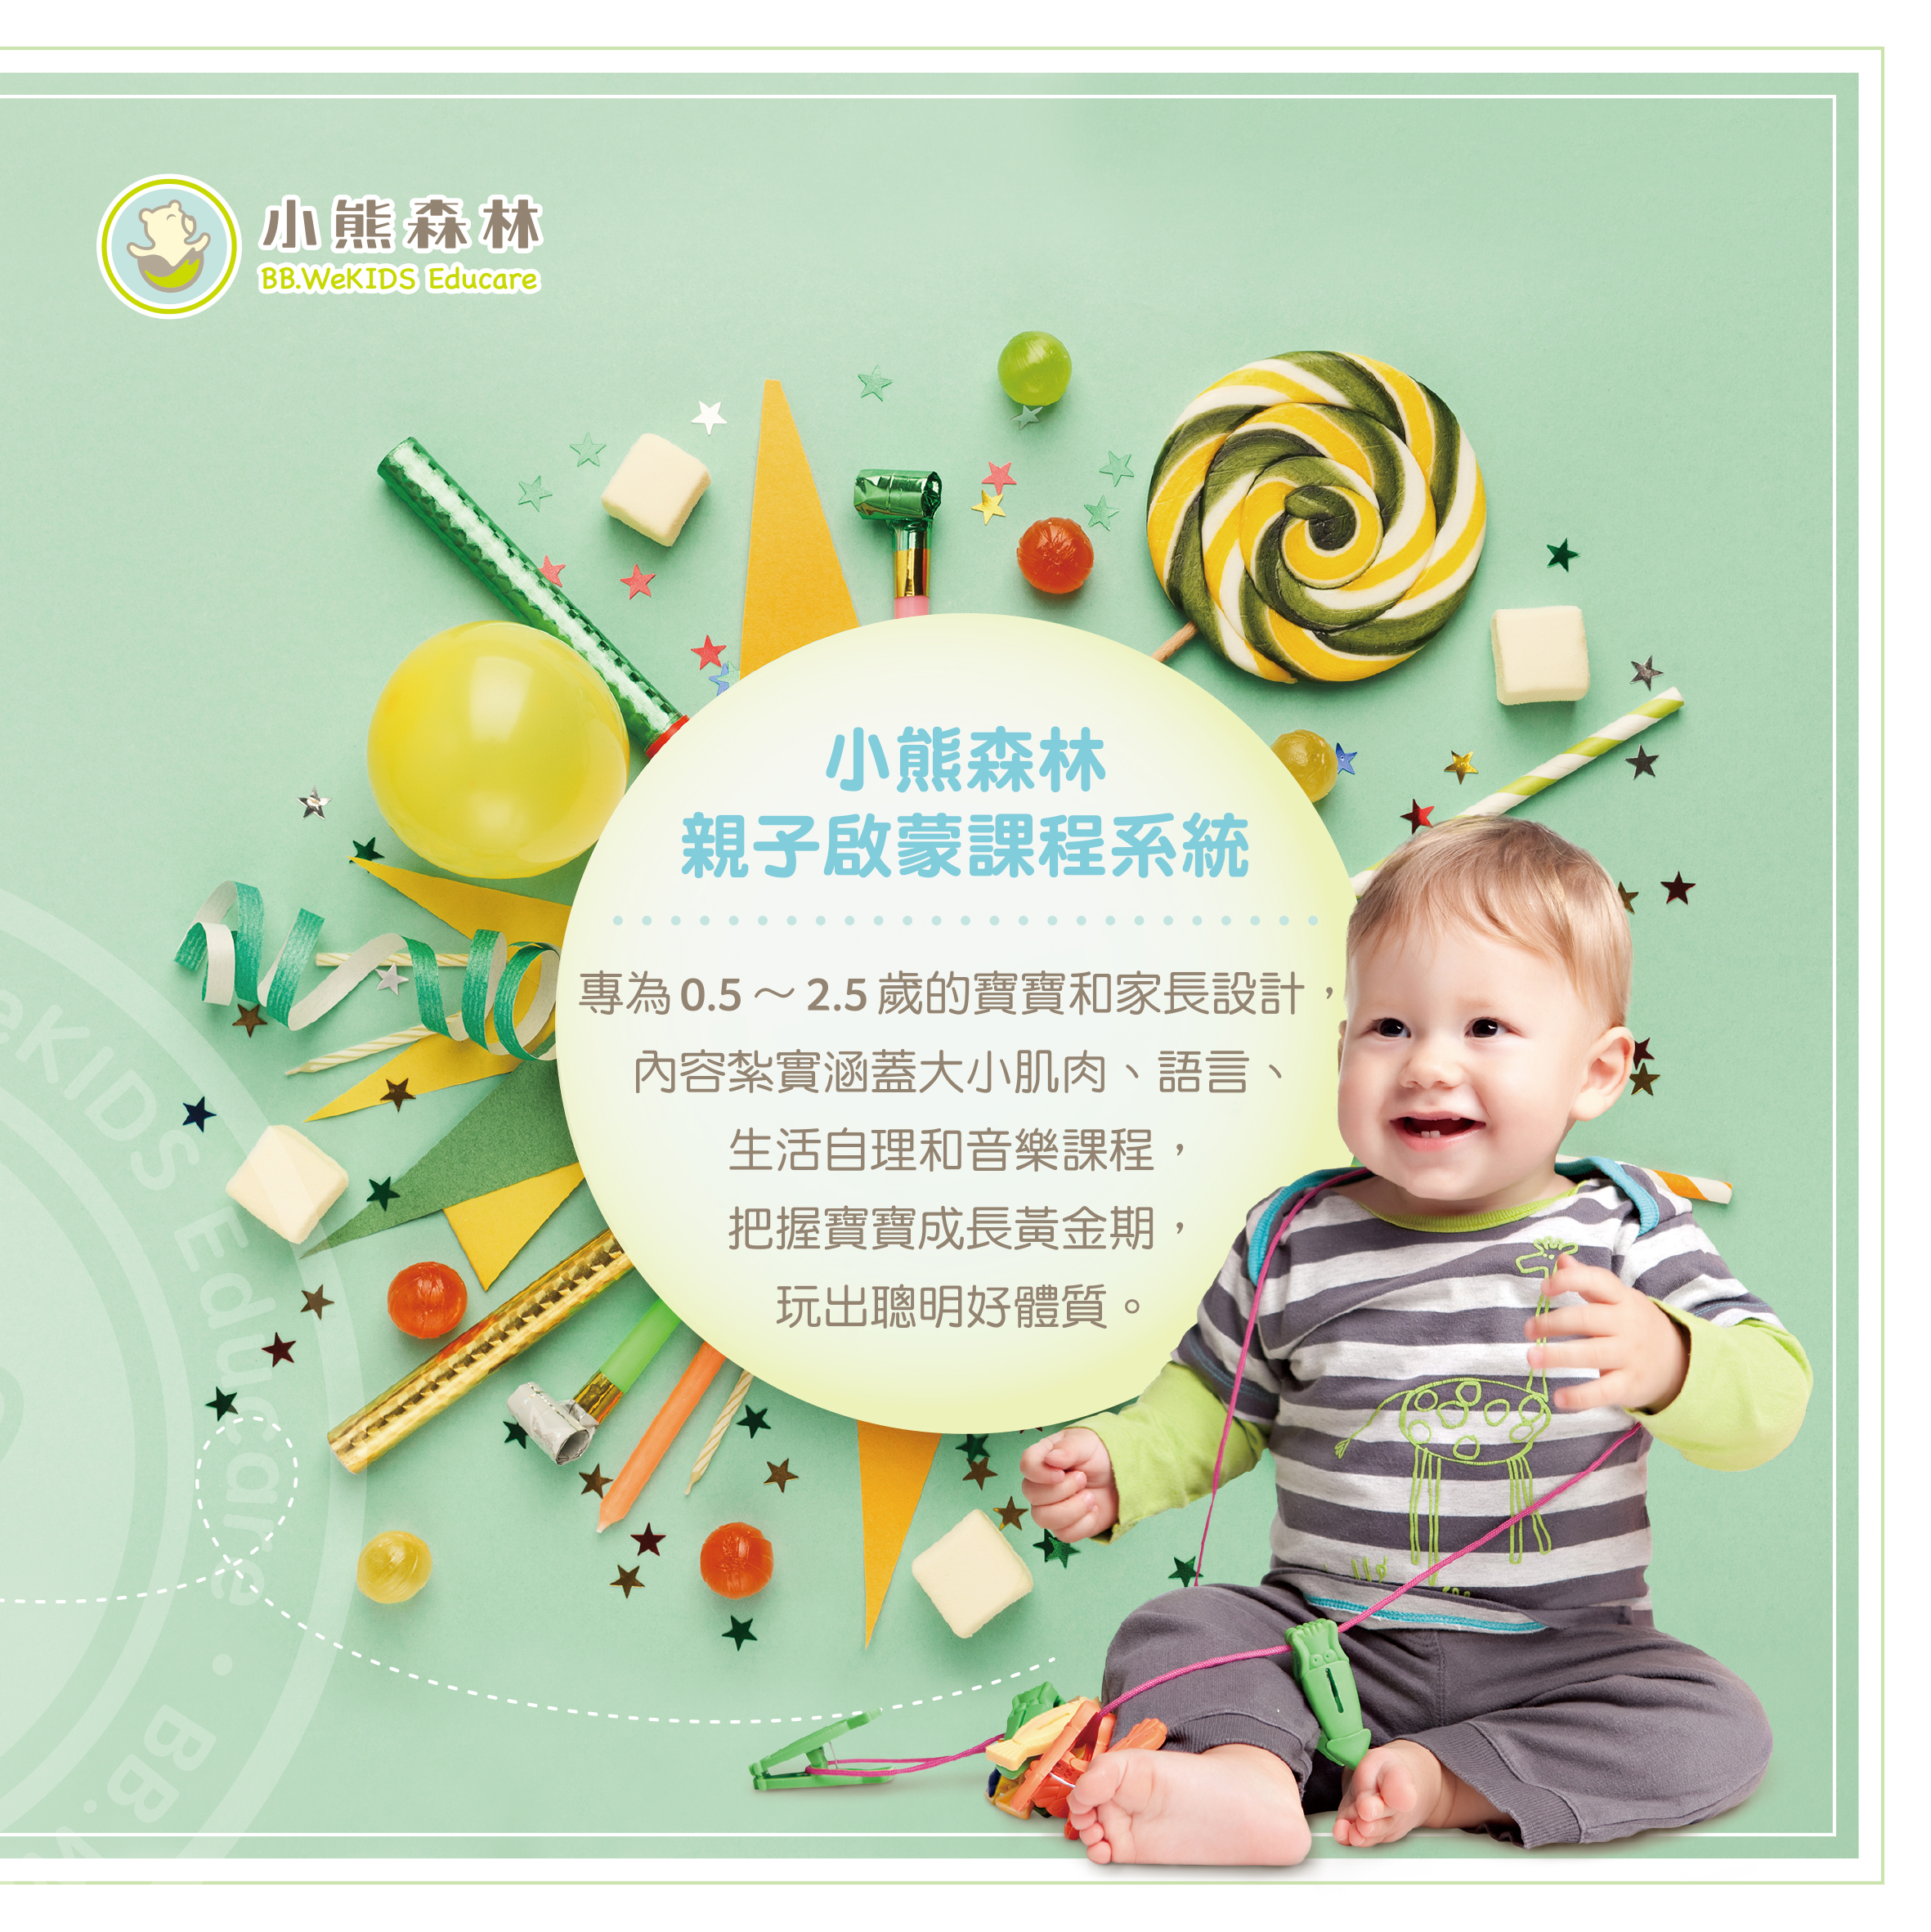 小熊森林
BB.WeKIDS Educare
小熊森林
親子啟蒙課程系統
專為0.5～2.5歲的寶寶和家長設計，
內容紮實涵蓋大小肌肉、語言、
生活自理和音樂課程，
把握寶寶成長黃金期，
玩出聰明好體質。
eKIDS Educare • BB.W